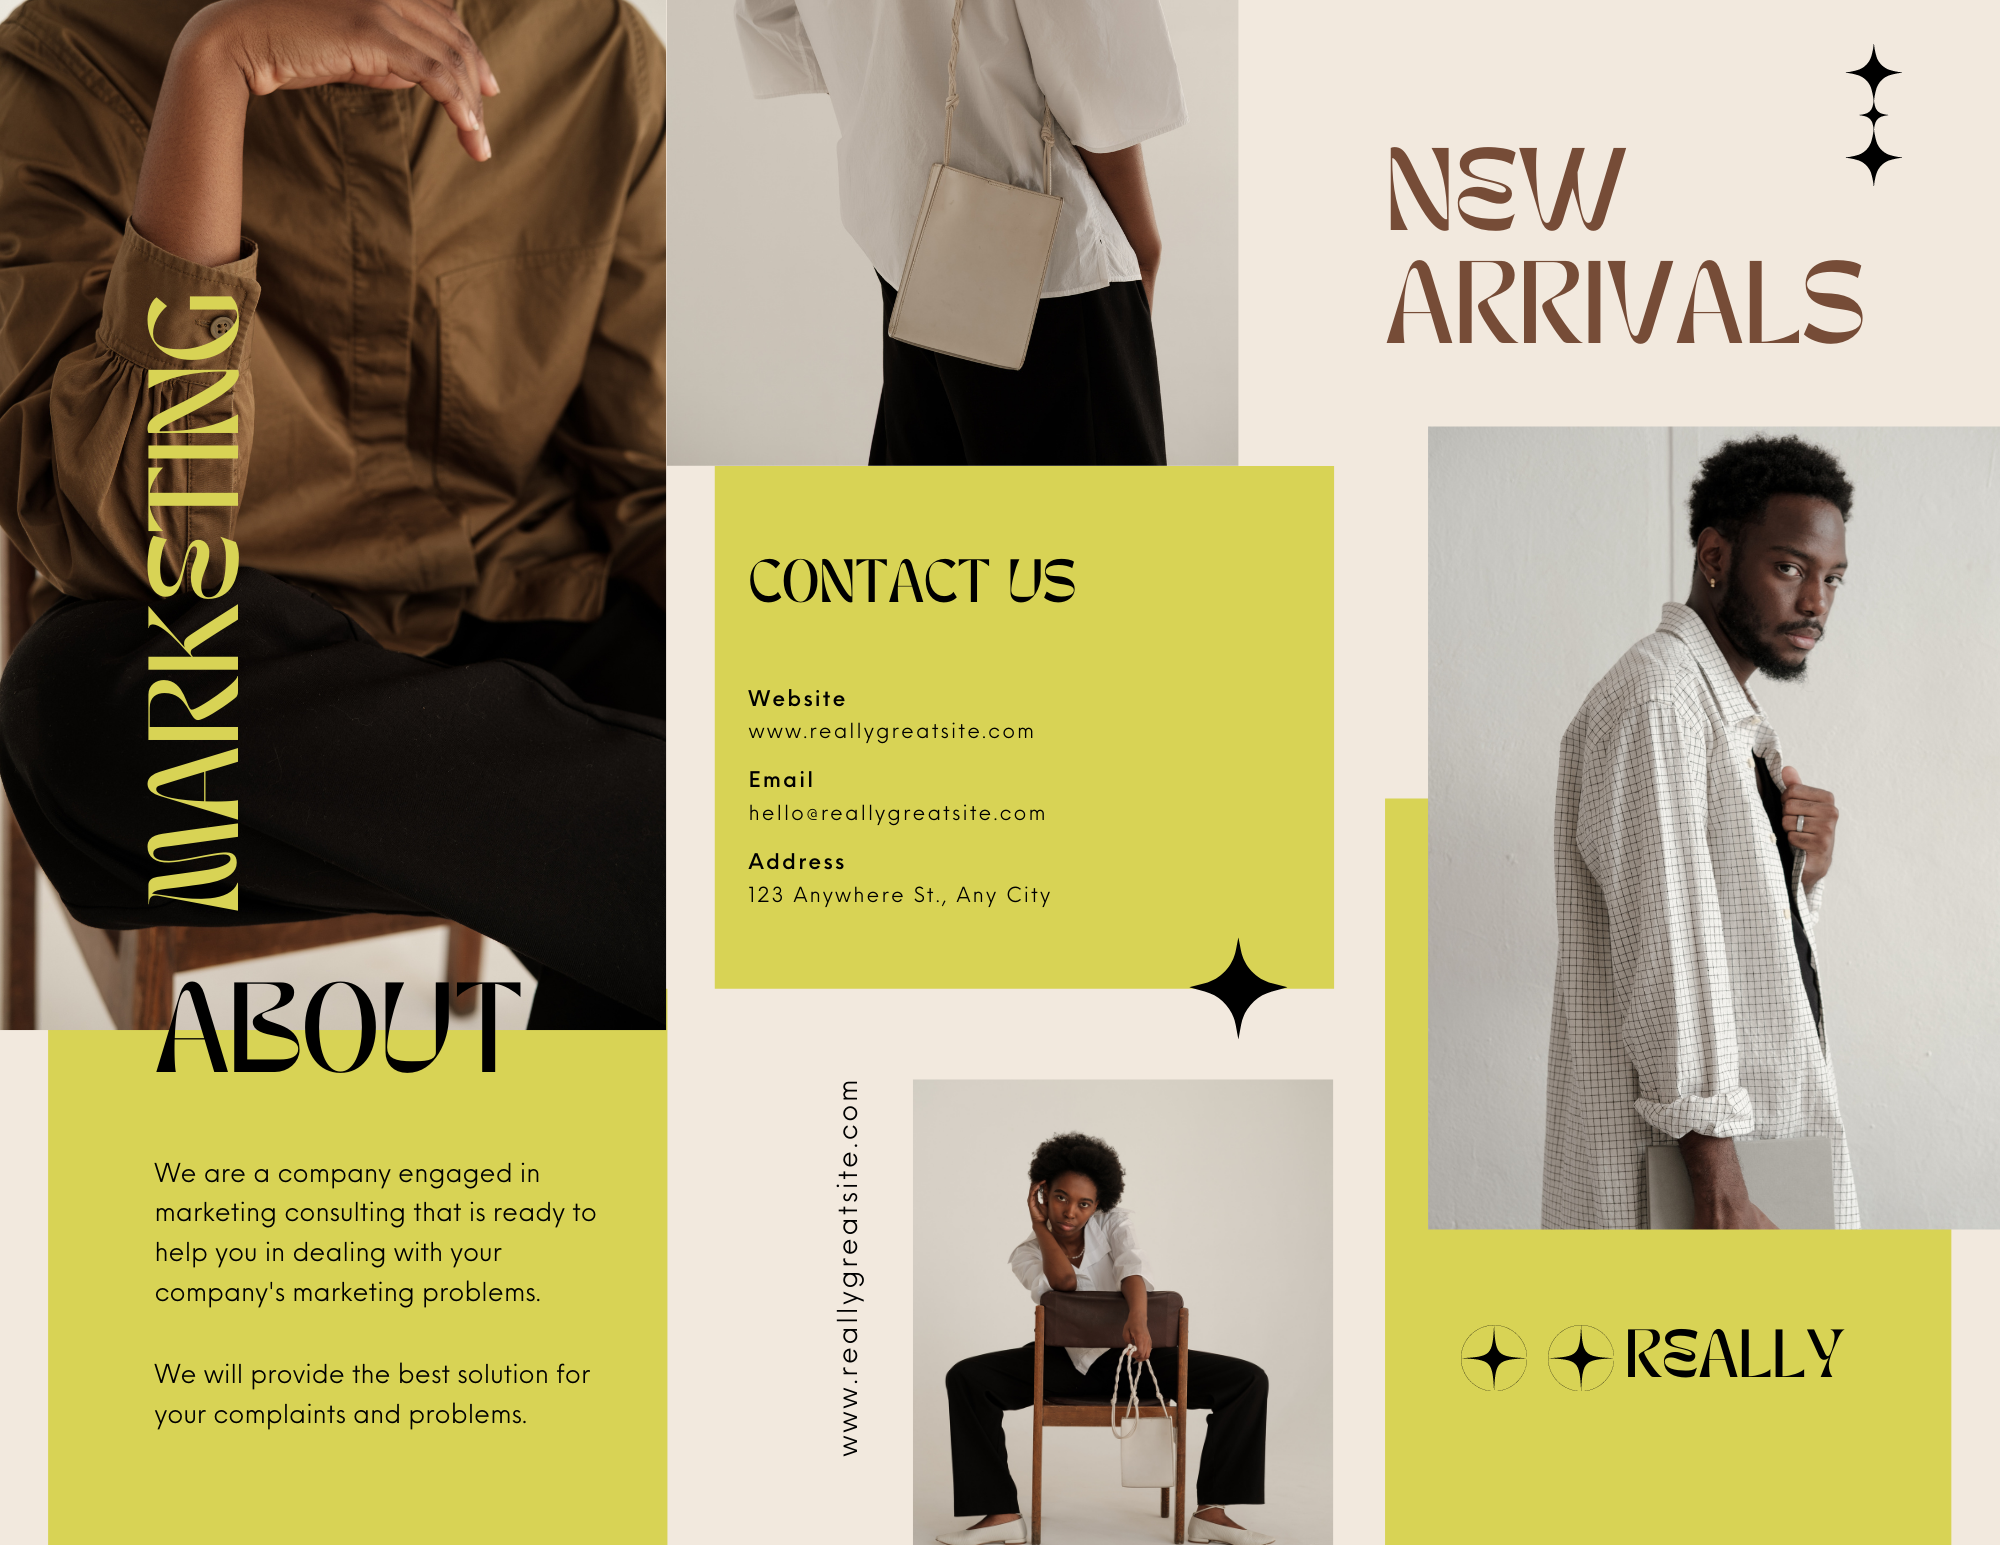 MARKETING
ABOUT
We are a company engaged in
marketing consulting that is ready to
help you in dealing with your
company's marketing problems.
We will provide the best solution for
your complaints and problems.
CONTACT US
Website
www.reallygreatsite.com
Email
hello@reallygreatsite.com
Address
123 Anywhere St., Any City
www.reallygreatsite.com
NEW
ARRIVALS
REALLY